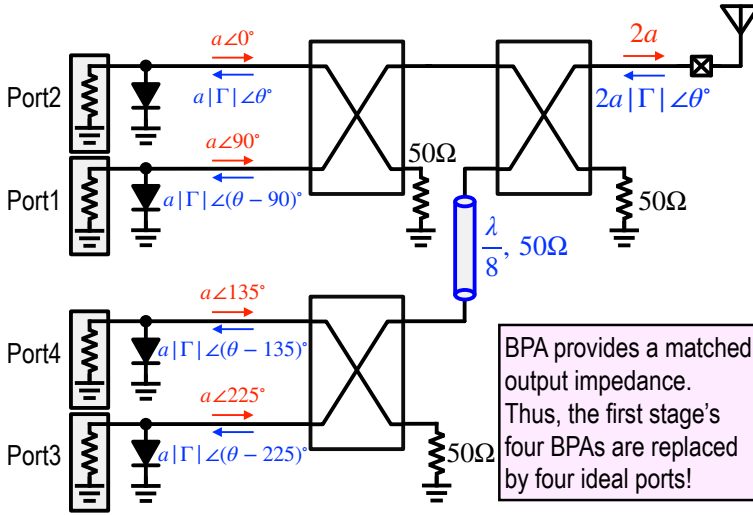 a∠0°
2a
Port2
a|Γ|∠θ°
2a|Γ|∠θ°
a∠90°
50Ω
Port1
a|Γ|∠(θ − 90)°
50Ω
λ/8, 50Ω
a∠135°
Port4
a|Γ|∠(θ − 135)°
a∠225°
Port3
a|Γ|∠(θ − 225)°
50Ω
BPA provides a matched
output impedance.
Thus, the first stage's
four BPAs are replaced
by four ideal ports!